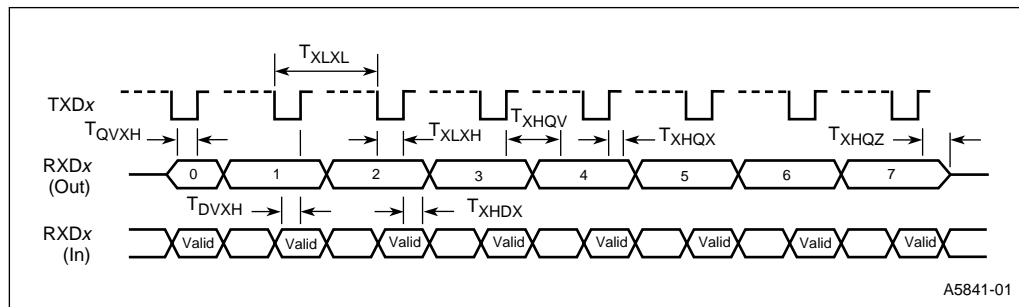 TXLXL
TXDx
TQVXH
TXLXH
TXHQV
TXHQX
TXHQZ
RXDx
(Out)
0 1 2 3 4 5 6 7
TDVXH
TXHDX
RXDx
(In)
Valid Valid Valid Valid Valid Valid Valid Valid
A5841-01